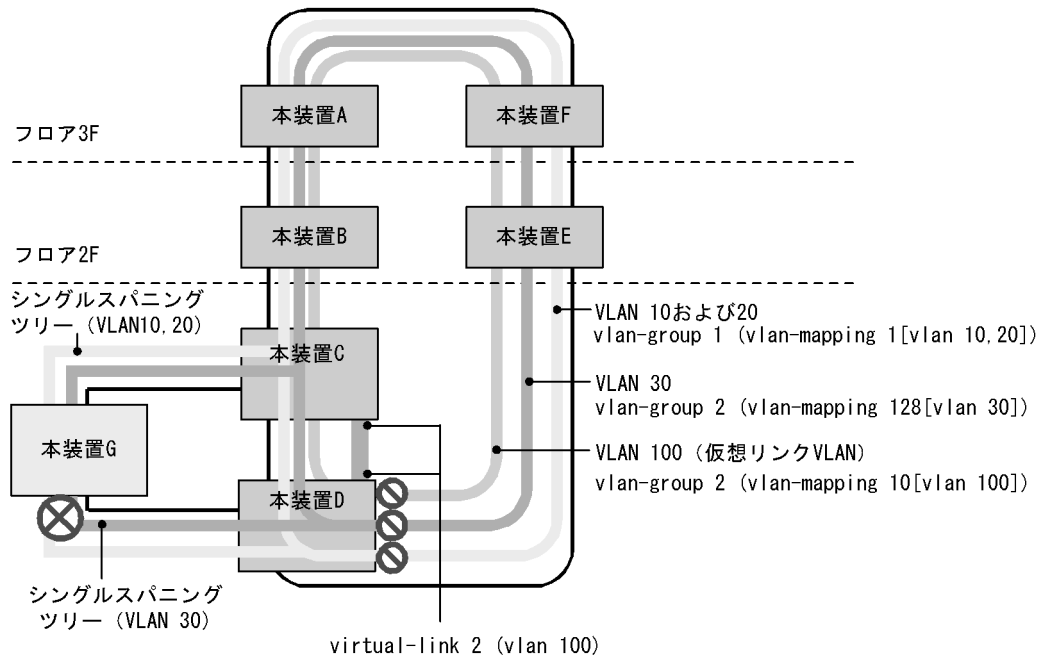 本装置A
本装置F
フロア3F
本装置B
本装置E
フロア2F
シングルスパニング
ツリー（VLAN10,20）
本装置C
VLAN 10および20
vlan-group 1 (vlan-mapping 1[vlan 10,20])
VLAN 30
vlan-group 2 (vlan-mapping 128[vlan 30])
本装置G
VLAN 100（仮想リンクVLAN）
vlan-group 2 (vlan-mapping 10[vlan 100])
本装置D
シングルスパニング
ツリー（VLAN 30）
virtual-link 2 (vlan 100)